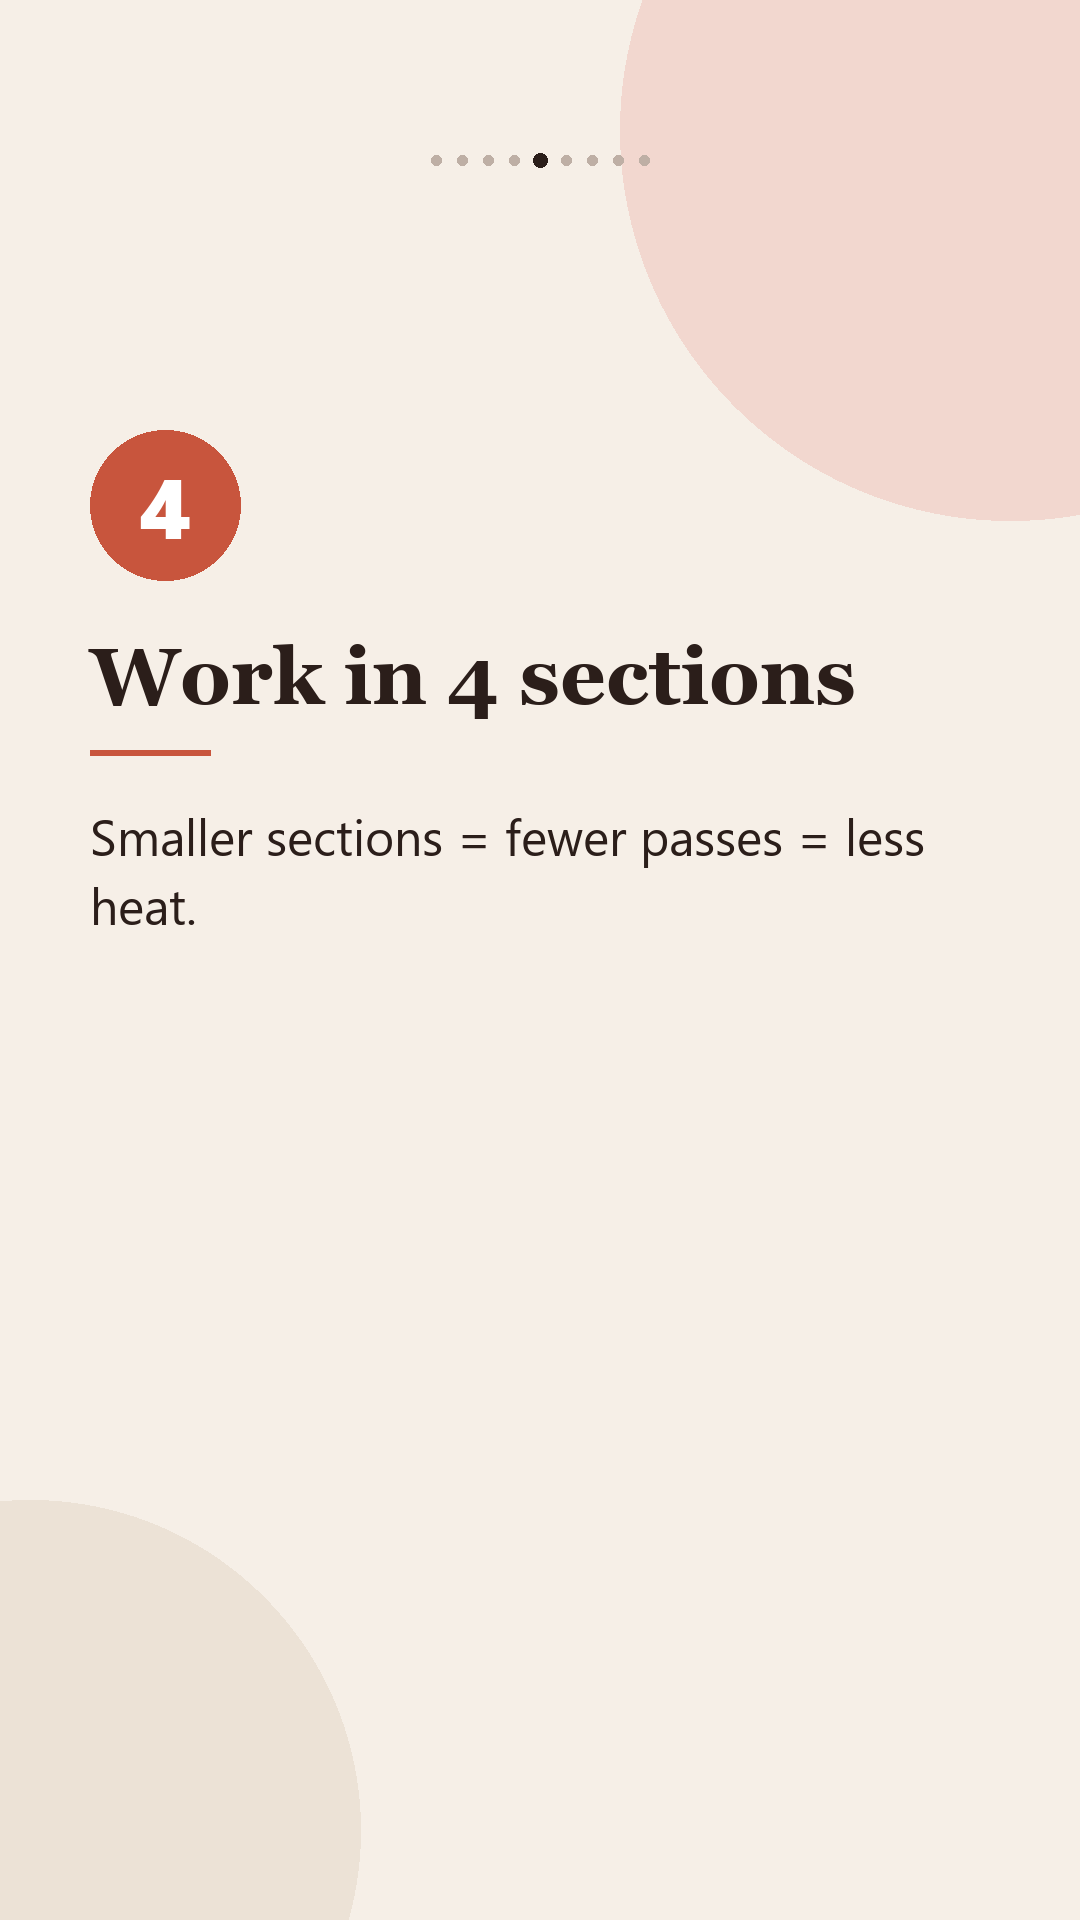 4
Work in 4 sections
Smaller sections = fewer passes = less
heat.